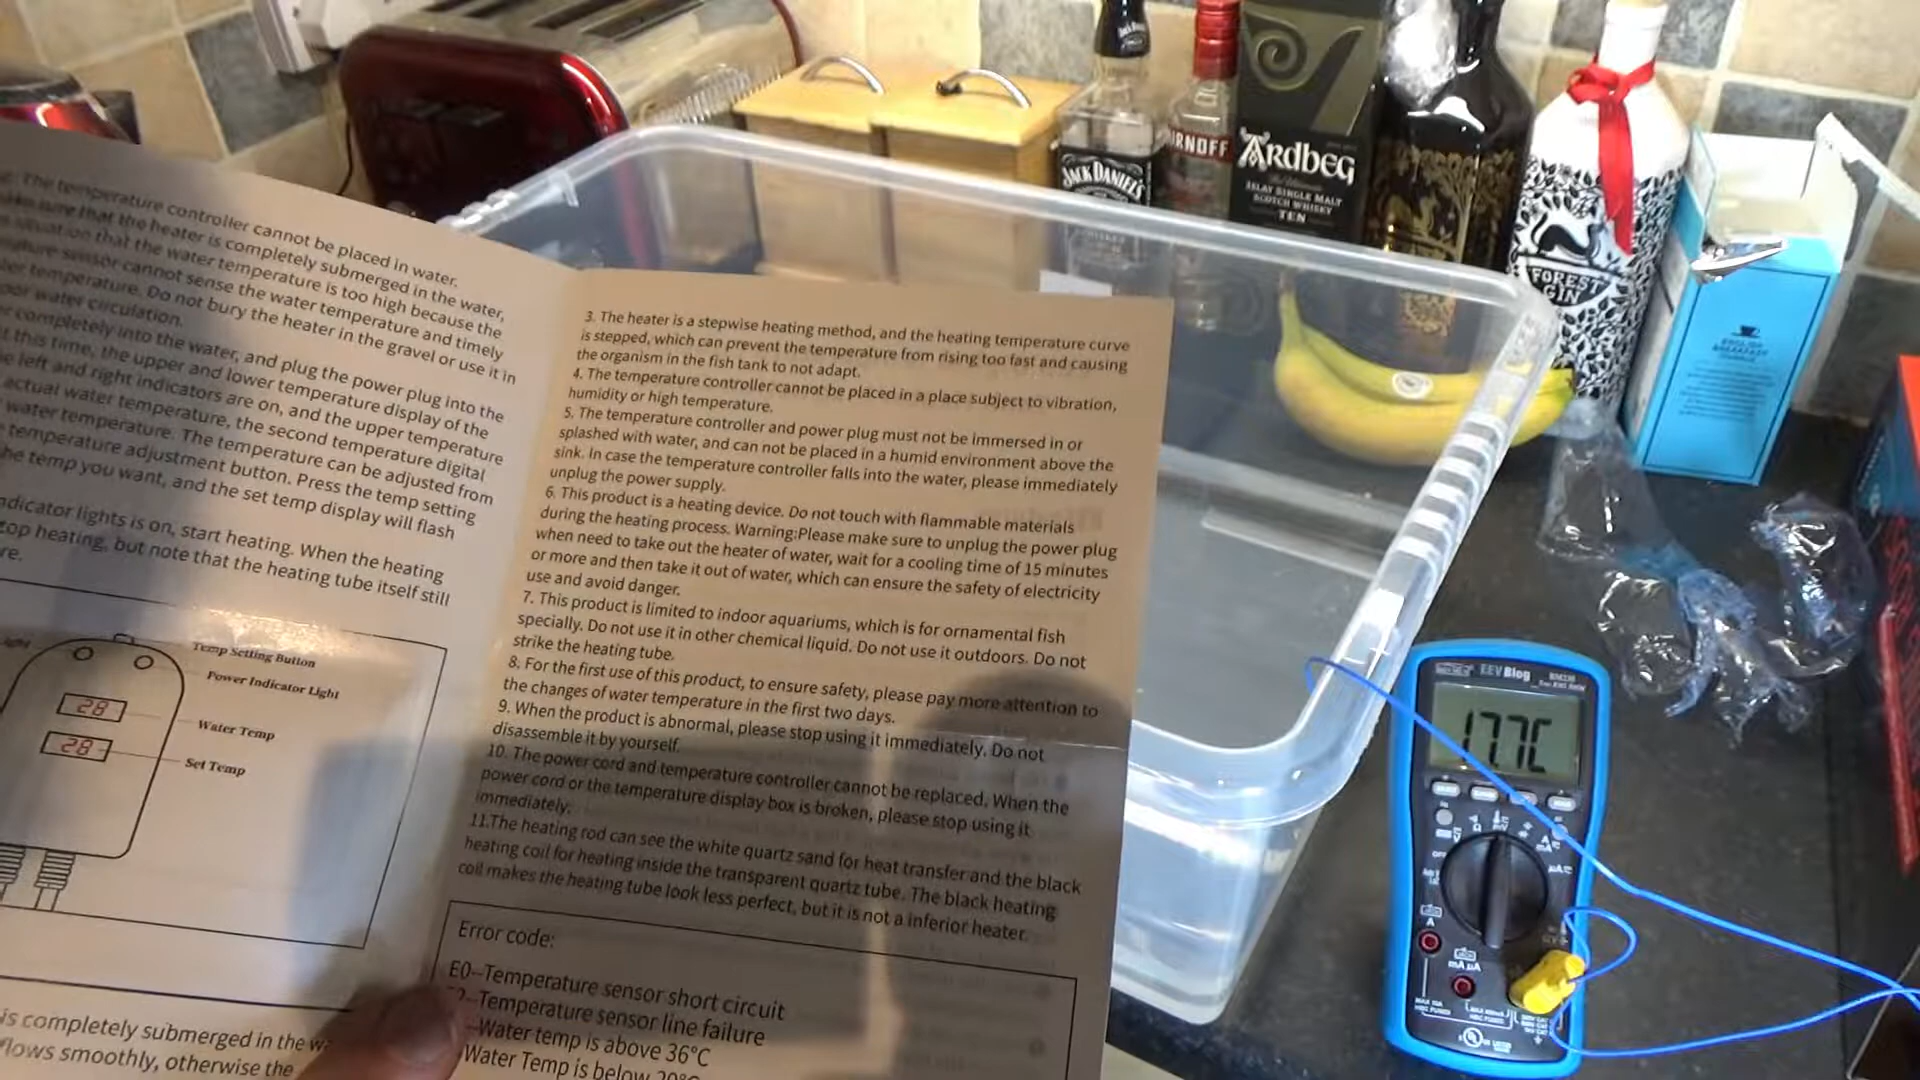 The temperature controller cannot be placed in water.
sure that the heater is completely submerged in the water,
situation that the water temperature is too high because the
sensor cannot sense the water temperature and timely
temperature. Do not bury the heater in the gravel or use it in
water circulation.
completely into the water, and plug the power plug into the
this time, the upper and lower temperature display of the
left and right indicators are on, and the upper temperature
actual water temperature, the second temperature digital
water temperature. The temperature can be adjusted from
temperature adjustment button. Press the temp setting
the temp you want, and the set temp display will flash
indicator lights is on, start heating. When the heating
stop heating, but note that the heating tube itself still
Light
Temp Setting Button
Power Indicator Light
28
Water Temp
28
Set Temp
is completely submerged in the
flows smoothly, otherwise the
3. The heater is a stepwise heating method, and the heating temperature curve
is stepped, which can prevent the temperature from rising too fast and causing
the organism in the fish tank to not adapt.
4. The temperature controller cannot be placed in a place subject to vibration,
humidity or high temperature.
5. The temperature controller and power plug must not be immersed in or
splashed with water, and can not be placed in a humid environment above the
sink. In case the temperature controller falls into the water, please immediately
unplug the power supply.
6. This product is a heating device. Do not touch with flammable materials
during the heating process. Warning:Please make sure to unplug the power plug
when need to take out the heater of water, wait for a cooling time of 15 minutes
or more and then take it out of water, which can ensure the safety of electricity
use and avoid danger.
7. This product is limited to indoor aquariums, which is for ornamental fish
specially. Do not use it in other chemical liquid. Do not use it outdoors. Do not
strike the heating tube.
8. For the first use of this product, to ensure safety, please pay more attention to
the changes of water temperature in the first two days.
9. When the product is abnormal, please stop using it immediately. Do not
disassemble it by yourself.
10. The power cord and temperature controller cannot be replaced. When the
power cord or the temperature display box is broken, please stop using it
immediately.
11.The heating rod can see the white quartz sand for heat transfer and the black
heating coil for heating inside the transparent quartz tube. The black heating
coil makes the heating tube look less perfect, but it is not a inferior heater.
Error code:
E0--Temperature sensor short circuit
--Temperature sensor line failure
--Water temp is above 36°C
Water Temp is below 20°C
JACK DANIEL'S
RNOFF
ARDBEG
ISLAY SINGLE MALT
SCOTCH WHISKY
TEN
FOREST
GIN
ENGLISH
BREAKFAST
EEVBlog
17.7C
OFF
mA
µA
A
mA µA